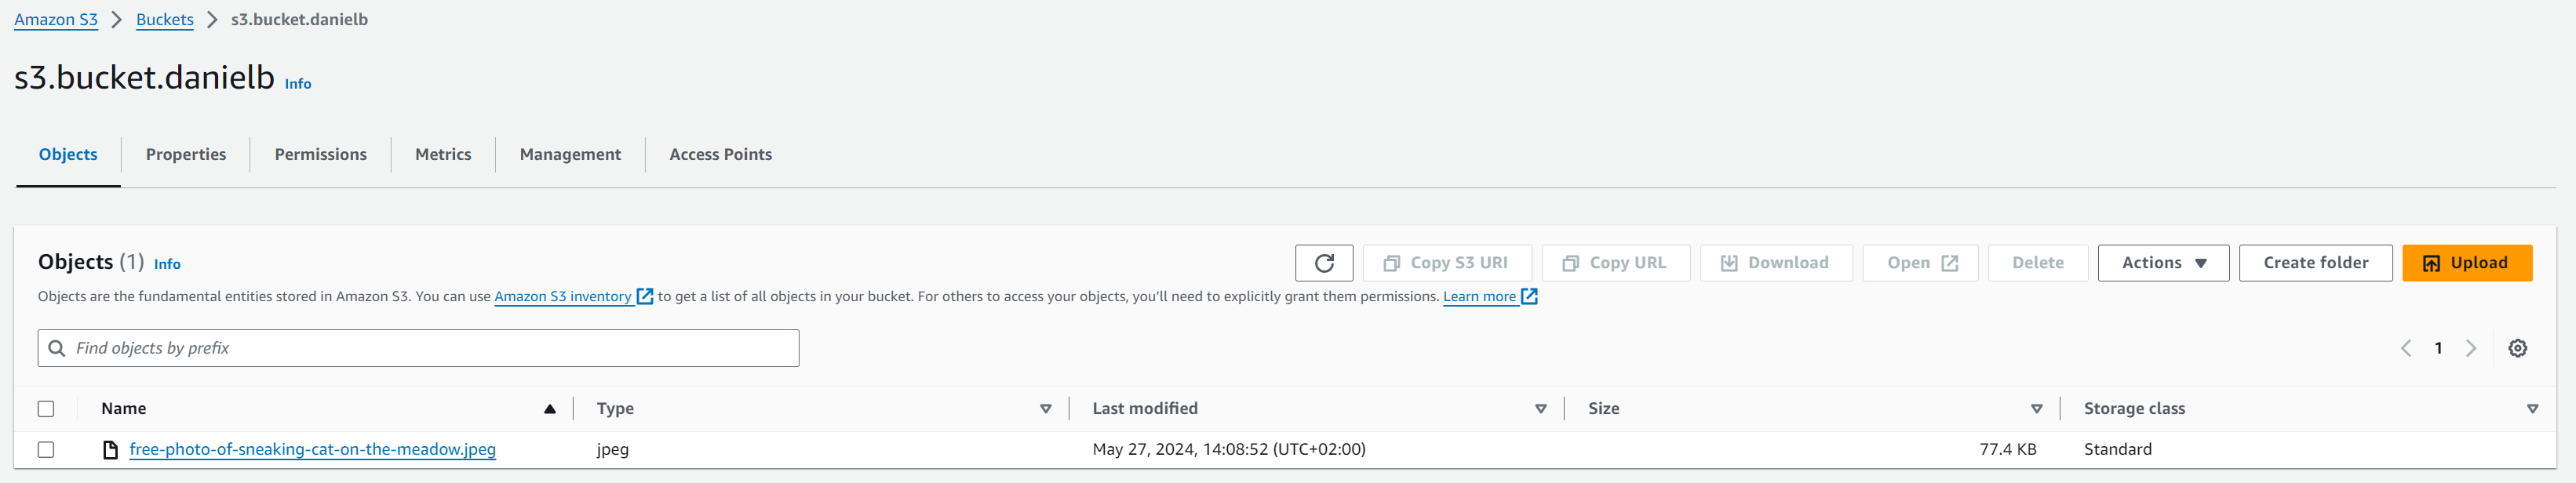 Amazon S3 > Buckets > s3.bucket.danielb
s3.bucket.danielb Info
Objects Properties Permissions Metrics Management Access Points
Objects (1) Info
Copy S3 URI Copy URL Download Open Delete Actions Create folder Upload
Objects are the fundamental entities stored in Amazon S3. You can use Amazon S3 inventory to get a list of all objects in your bucket. For others to access your objects, you’ll need to explicitly grant them permissions. Learn more
Find objects by prefix
1
Name Type Last modified Size Storage class
free-photo-of-sneaking-cat-on-the-meadow.jpeg jpeg May 27, 2024, 14:08:52 (UTC+02:00) 77.4 KB Standard